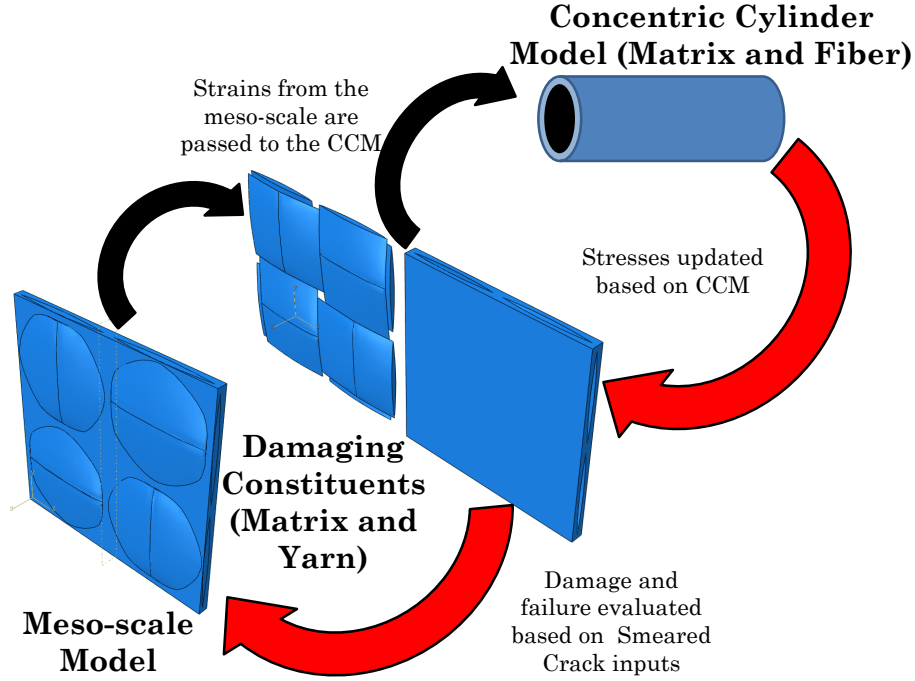 Concentric Cylinder
Model (Matrix and Fiber)
Strains from the
meso-scale are
passed to the CCM
Stresses updated
based on CCM
Damaging
Constituents
(Matrix and
Yarn)
Damage and
failure evaluated
based on  Smeared
Crack inputs
Meso-scale
Model